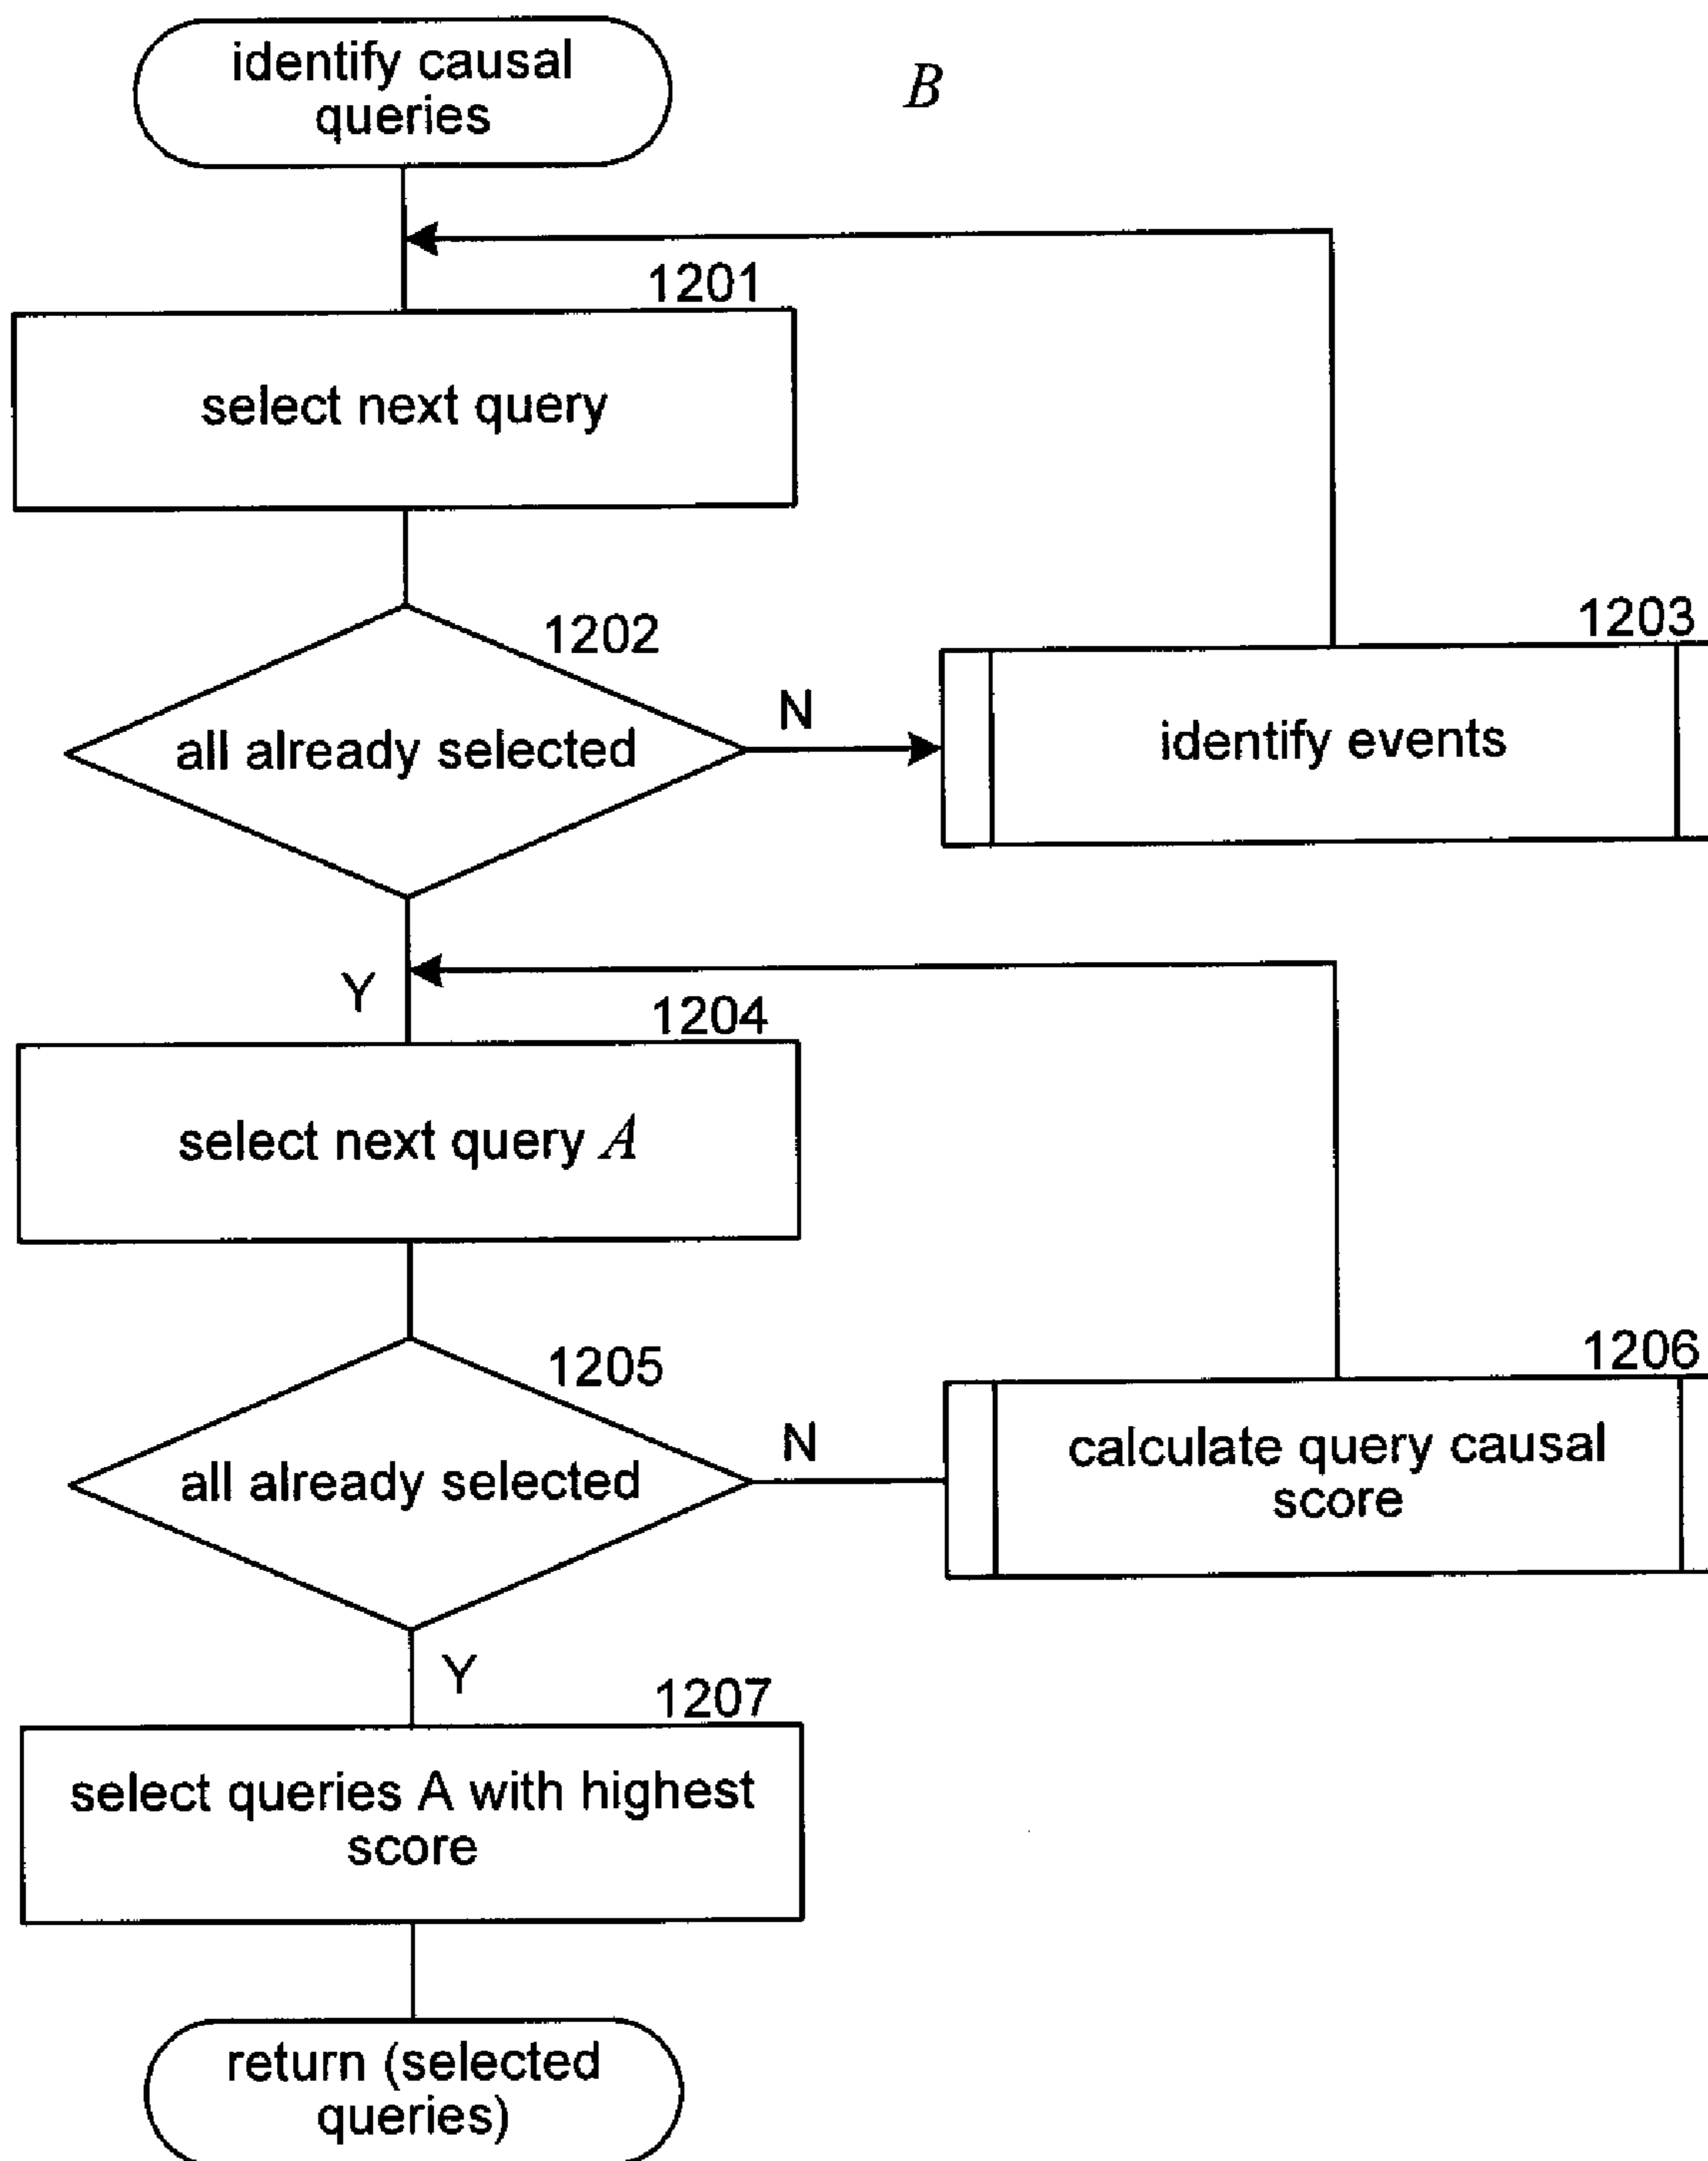 identify causal
queries
B
1201
select next query
1202
all already selected
N
1203
identify events
Y
1204
select next query A
1205
all already selected
N
1206
calculate query causal
score
Y
1207
select queries A with highest
score
return (selected
queries)